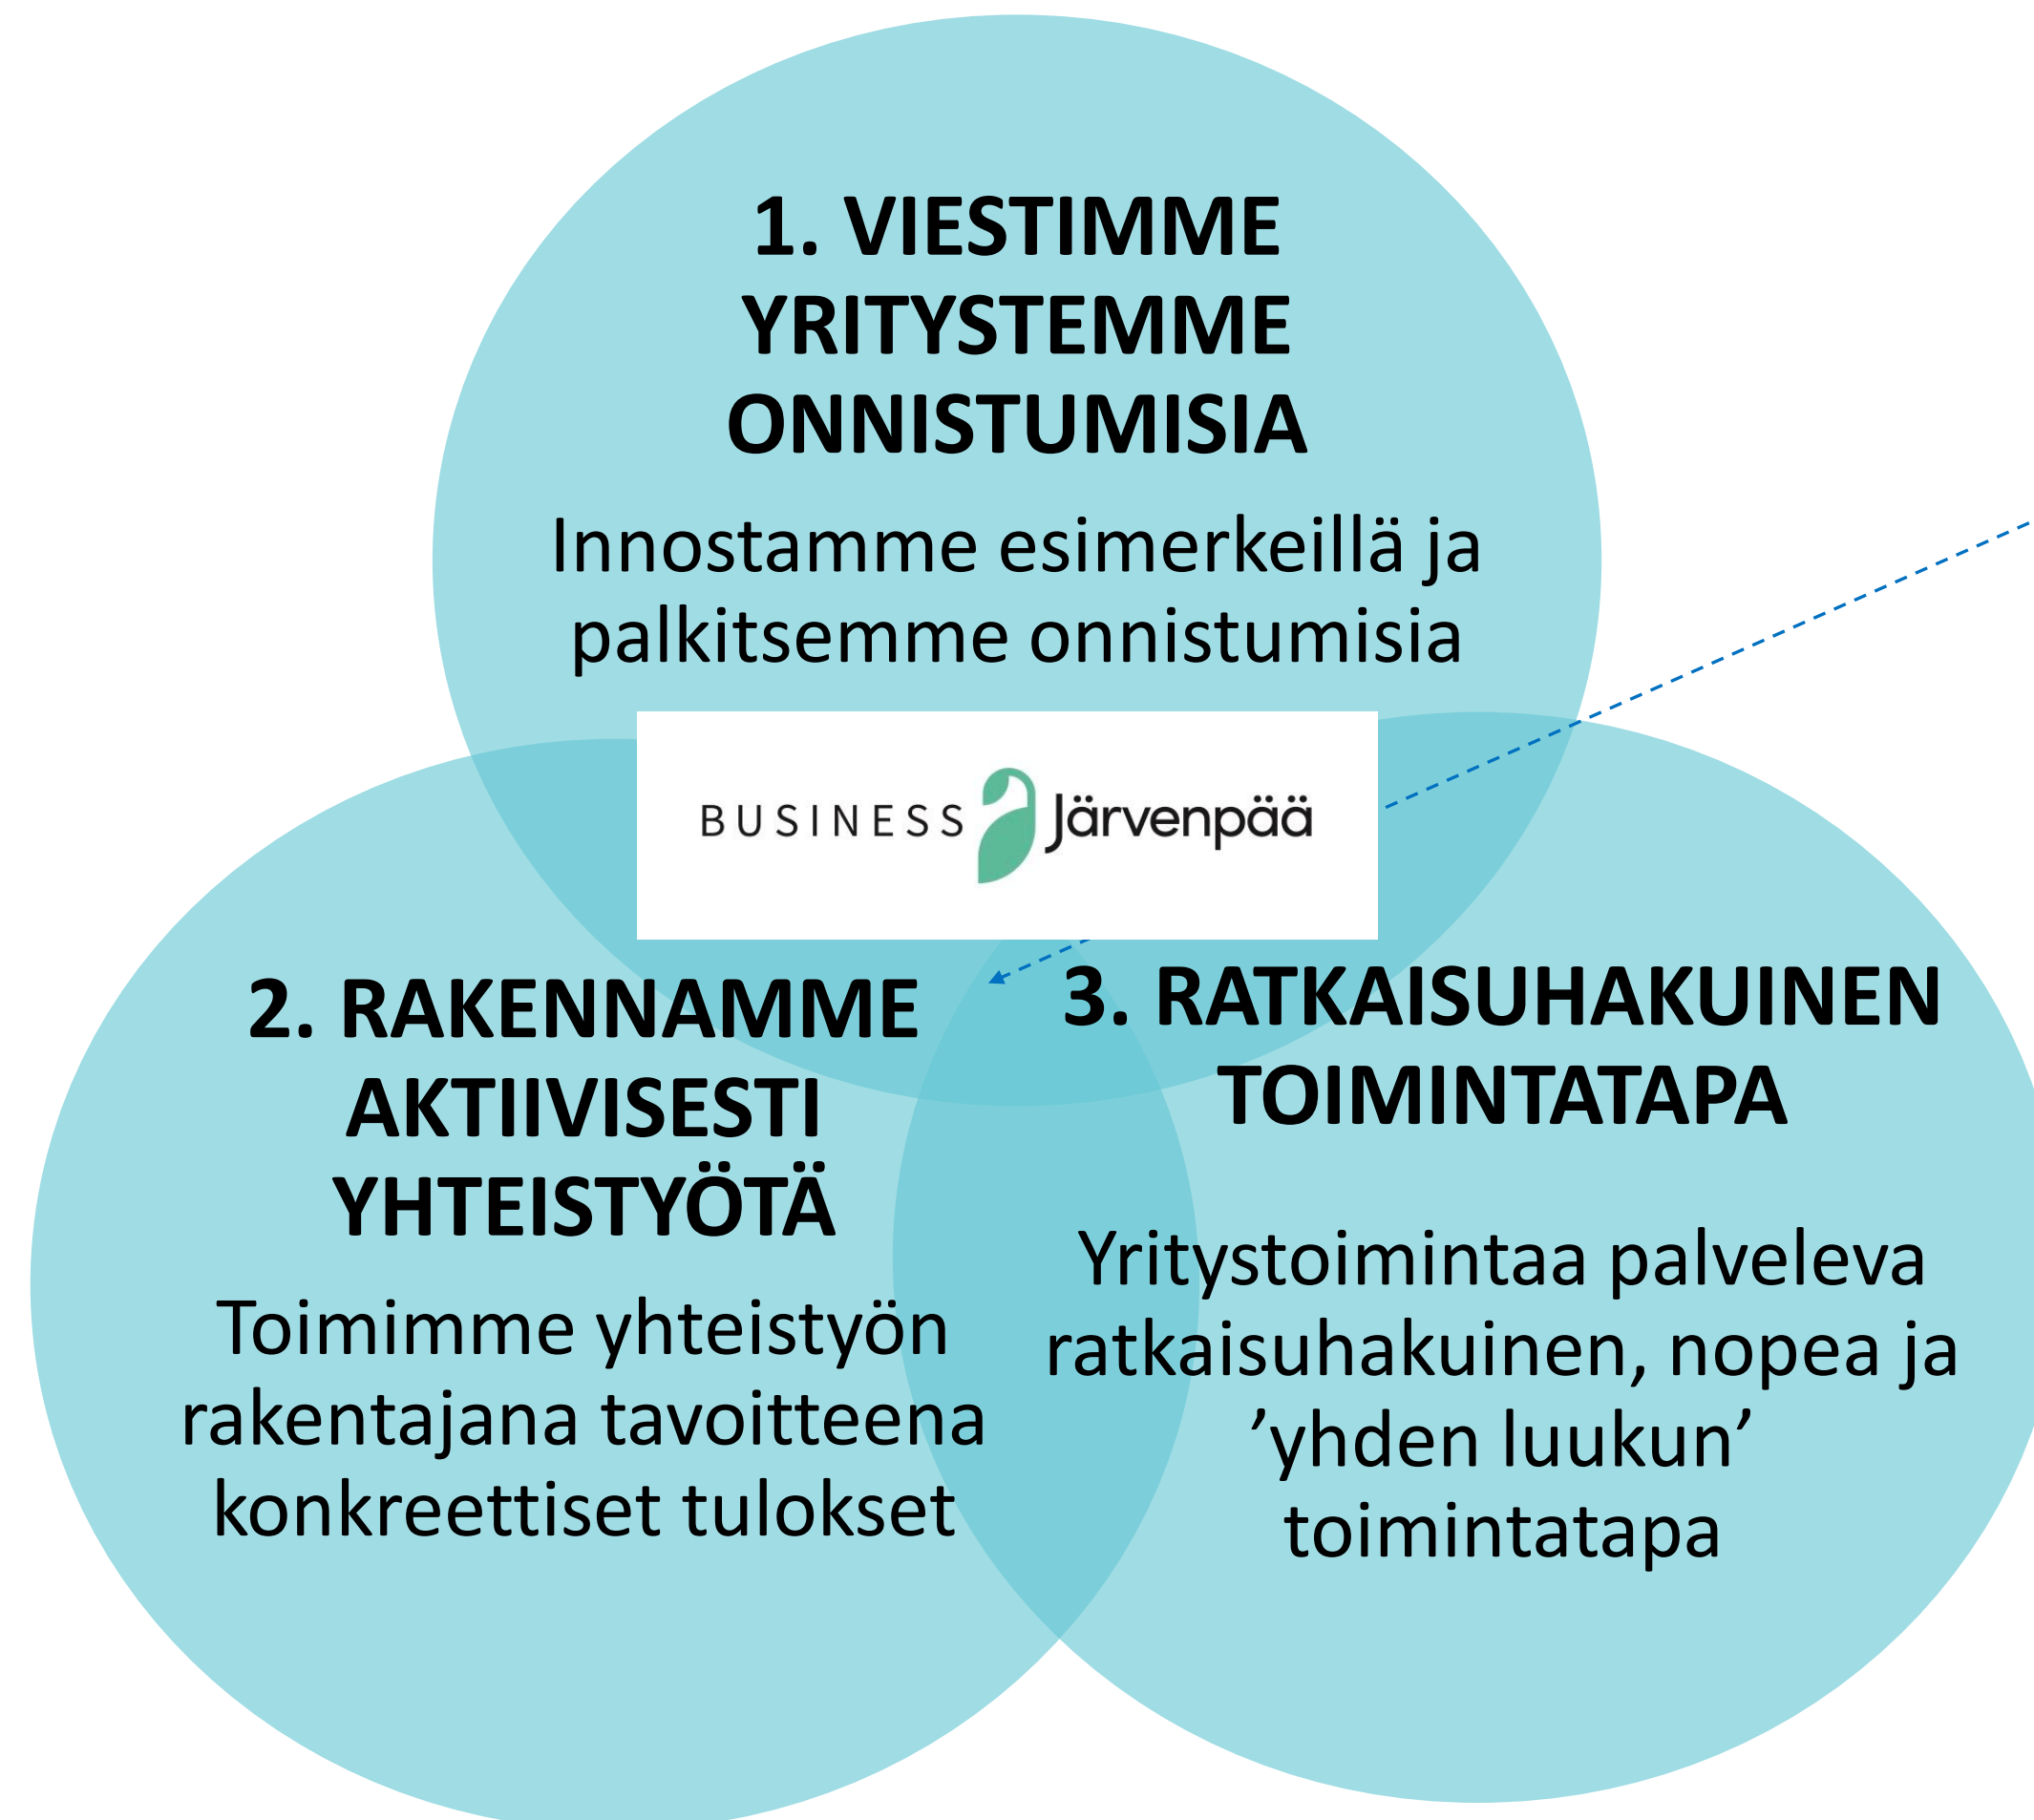 1. VIESTIMME
YRITYSTEMME
ONNISTUMISIA
Innostamme esimerkeillä ja
palkitsemme onnistumisia
BUSINESS Järvenpää
2. RAKENNAMME
AKTIIVISESTI
YHTEISTYÖTÄ
Toimimme yhteistyön
rakentajana tavoitteena
konkreettiset tulokset
3. RATKAISUHAKUINEN
TOIMINTATAPA
Yritystoimintaa palveleva
ratkaisuhakuinen, nopea ja
’yhden luukun’
toimintatapa